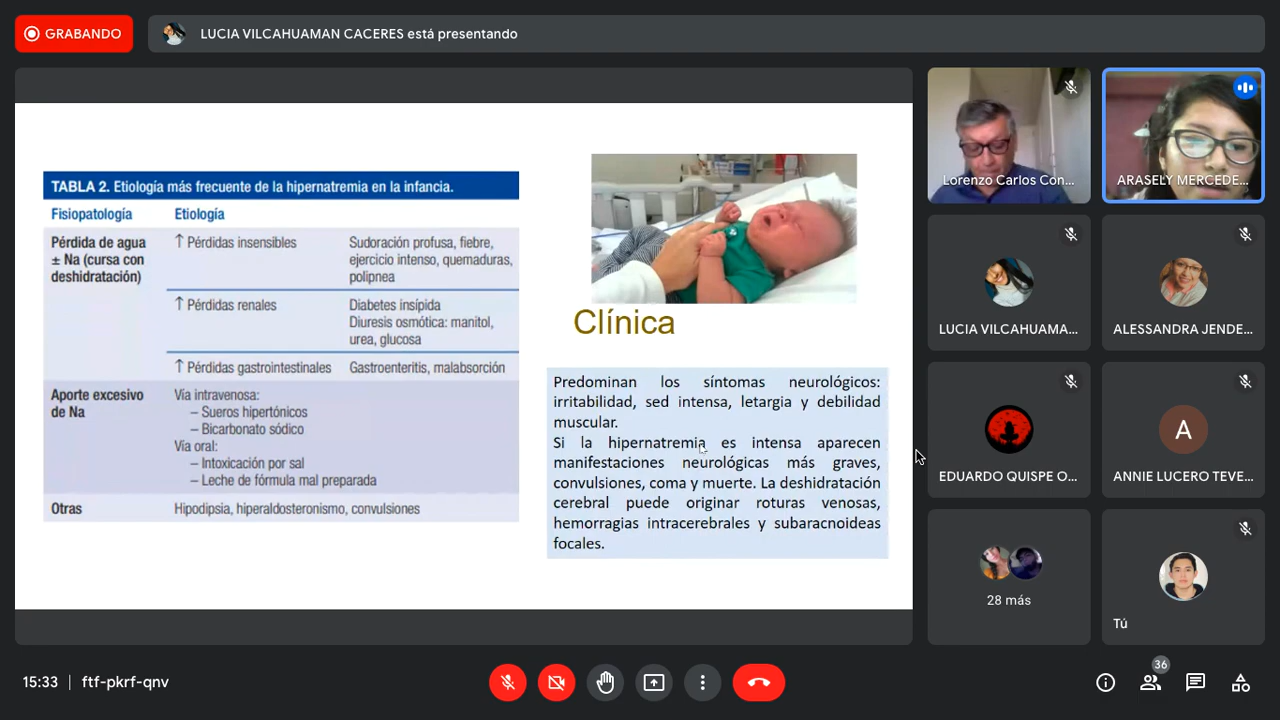 GRABANDO
LUCIA VILCAHUAMAN CACERES está presentando
TABLA 2. Etiología más frecuente de la hipernatremia en la infancia.
Fisiopatología Etiología
Pérdida de agua
± Na (cursa con
deshidratación)
↑ Pérdidas insensibles
Sudoración profusa, fiebre,
ejercicio intenso, quemaduras,
polipnea
↑ Pérdidas renales
Diabetes insípida
Diuresis osmótica: manitol,
urea, glucosa
↑ Pérdidas gastrointestinales
Gastroenteritis, malabsorción
Aporte excesivo
de Na
Vía intravenosa:
– Sueros hipertónicos
– Bicarbonato sódico
Vía oral:
– Intoxicación por sal
– Leche de fórmula mal preparada
Otras
Hipodipsia, hiperaldosteronismo, convulsiones
Clínica
Predominan los síntomas neurológicos:
irritabilidad, sed intensa, letargia y debilidad
muscular.
Si la hipernatremia es intensa aparecen
manifestaciones neurológicas más graves,
convulsiones, coma y muerte. La deshidratación
cerebral puede originar roturas venosas,
hemorragias intracerebrales y subaracnoideas
focales.
Lorenzo Carlos Con...
ARASELY MERCEDE...
LUCIA VILCAHUAMA...
ALESSANDRA JENDE...
EDUARDO QUISPE O...
A
ANNIE LUCERO TEVE...
28 más
Tú
15:33 | ftf-pkrf-qnv
36